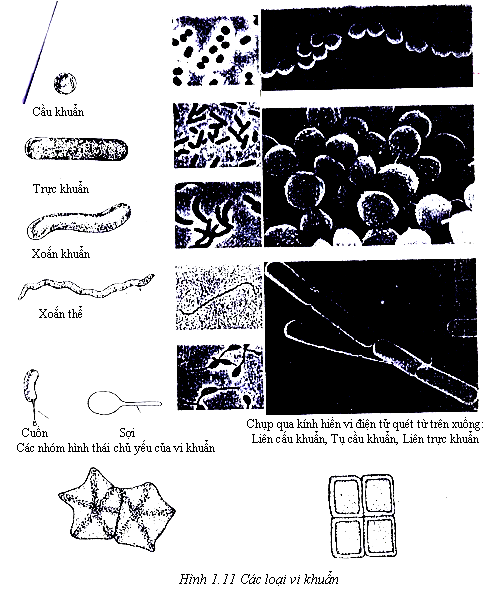 Cầu khuẩn
Trực khuẩn
Xoắn khuẩn
Xoắn thể
Cuôn
Sợi
Các nhóm hình thái chủ yếu của vi khuẩn
Chụp qua kính hiển vi điện tử quét từ trên xuống:
Liên cầu khuẩn, Tụ cầu khuẩn, Liên trực khuẩn
Hình 1.11 Các loại vi khuẩn